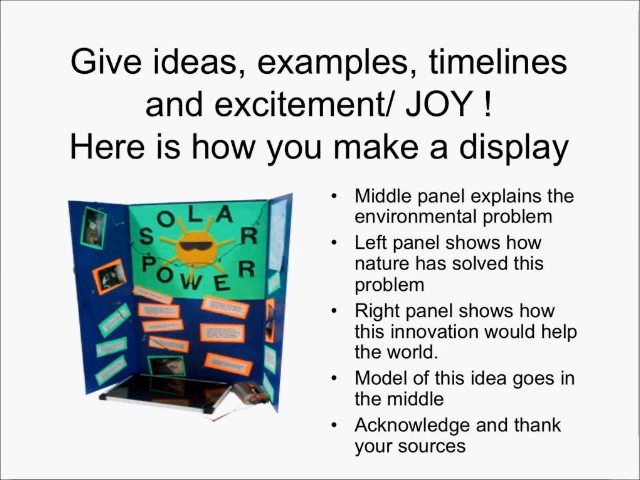 Give ideas, examples, timelines
and excitement/ JOY !
Here is how you make a display
SOLAR
POWER
• Middle panel explains the
environmental problem
• Left panel shows how
nature has solved this
problem
• Right panel shows how
this innovation would help
the world.
• Model of this idea goes in
the middle
• Acknowledge and thank
your sources